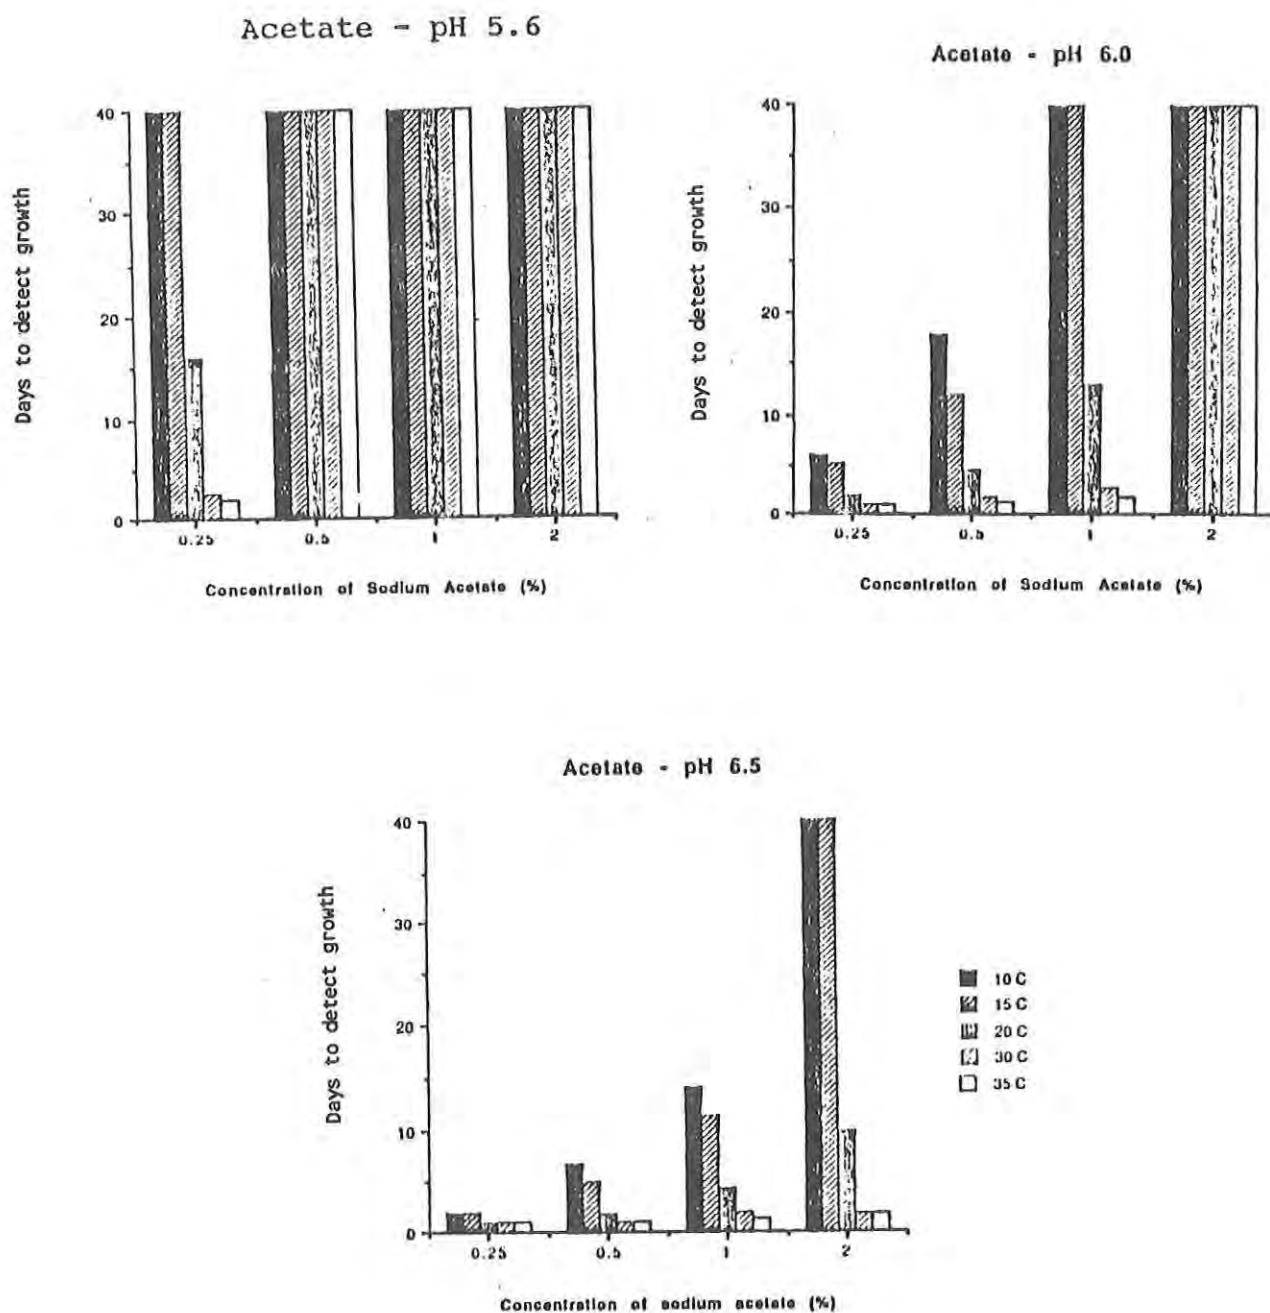 Acetate - pH 5.6
Days to detect growth
40
30
20
10
0
0.25
0.5
1
2
Concentration of Sodium Acetate (%)
Acetate - pH 6.0
Days to detect growth
40
30
20
10
0
0.25
0.5
1
2
Concentration of Sodium Acetate (%)
Acetate - pH 6.5
Days to detect growth
40
30
20
10
0
0.25
0.5
1
2
Concentration of sodium acetate (%)
10 C
15 C
20 C
30 C
35 C